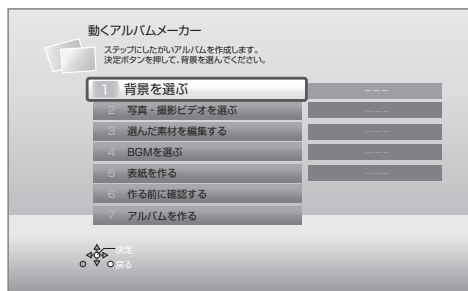 動くアルバムメーカー
ステップにしたがいアルバムを作成します。
決定ボタンを押して、背景を選んでください。
1 背景を選ぶ ---
2 写真・撮影ビデオを選ぶ ---
3 選んだ素材を編集する ---
4 BGMを選ぶ ---
5 表紙を作る ---
6 作る前に確認する
7 アルバムを作る
決定
戻る